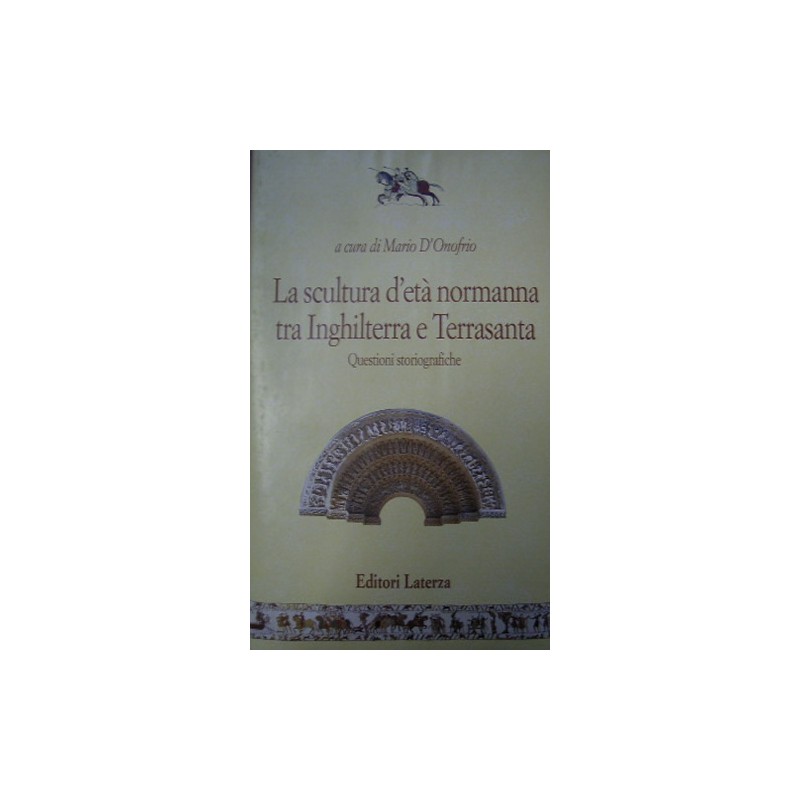 a cura di Mario D'Onofrio
La scultura d'età normanna
tra Inghilterra e Terrasanta
Questioni storiografiche
Editori Laterza